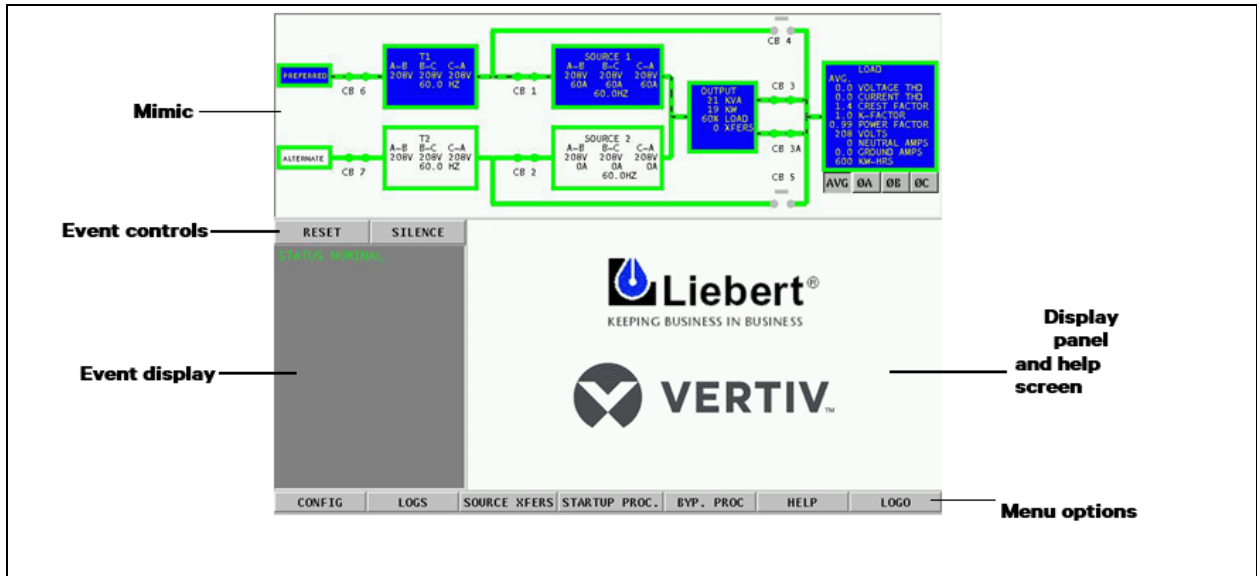 CB 4
PREFERRED
CB 6
T1
A-B B-C C-A
208V 208V 208V
60.0 HZ
CB 1
SOURCE 1
A-B B-C C-A
208V 208V 208V
60A 60A 60A
60.0HZ
OUTPUT
21 KVA
19 KW
60% LOAD
0 XFERS
CB 3
CB 3A
LOAD
AVG.
0.0 VOLTAGE THD
0.0 CURRENT THD
1.4 CREST FACTOR
1.0 K-FACTOR
0.99 POWER FACTOR
208 VOLTS
0 NEUTRAL AMPS
0.0 GROUND AMPS
600 KW-HRS
AVG ØA ØB ØC
Mimic
ALTERNATE
CB 7
T2
A-B B-C C-A
208V 208V 208V
60.0 HZ
CB 2
SOURCE 2
A-B B-C C-A
208V 208V 208V
0A 0A 0A
60.0HZ
CB 5
Event controls
RESET SILENCE
STATUS NOMINAL
Liebert®
KEEPING BUSINESS IN BUSINESS
VERTIV™
Event display
Display
panel
and help
screen
CONFIG LOGS SOURCE XFERS STARTUP PROC. BYP. PROC HELP LOGO
Menu options